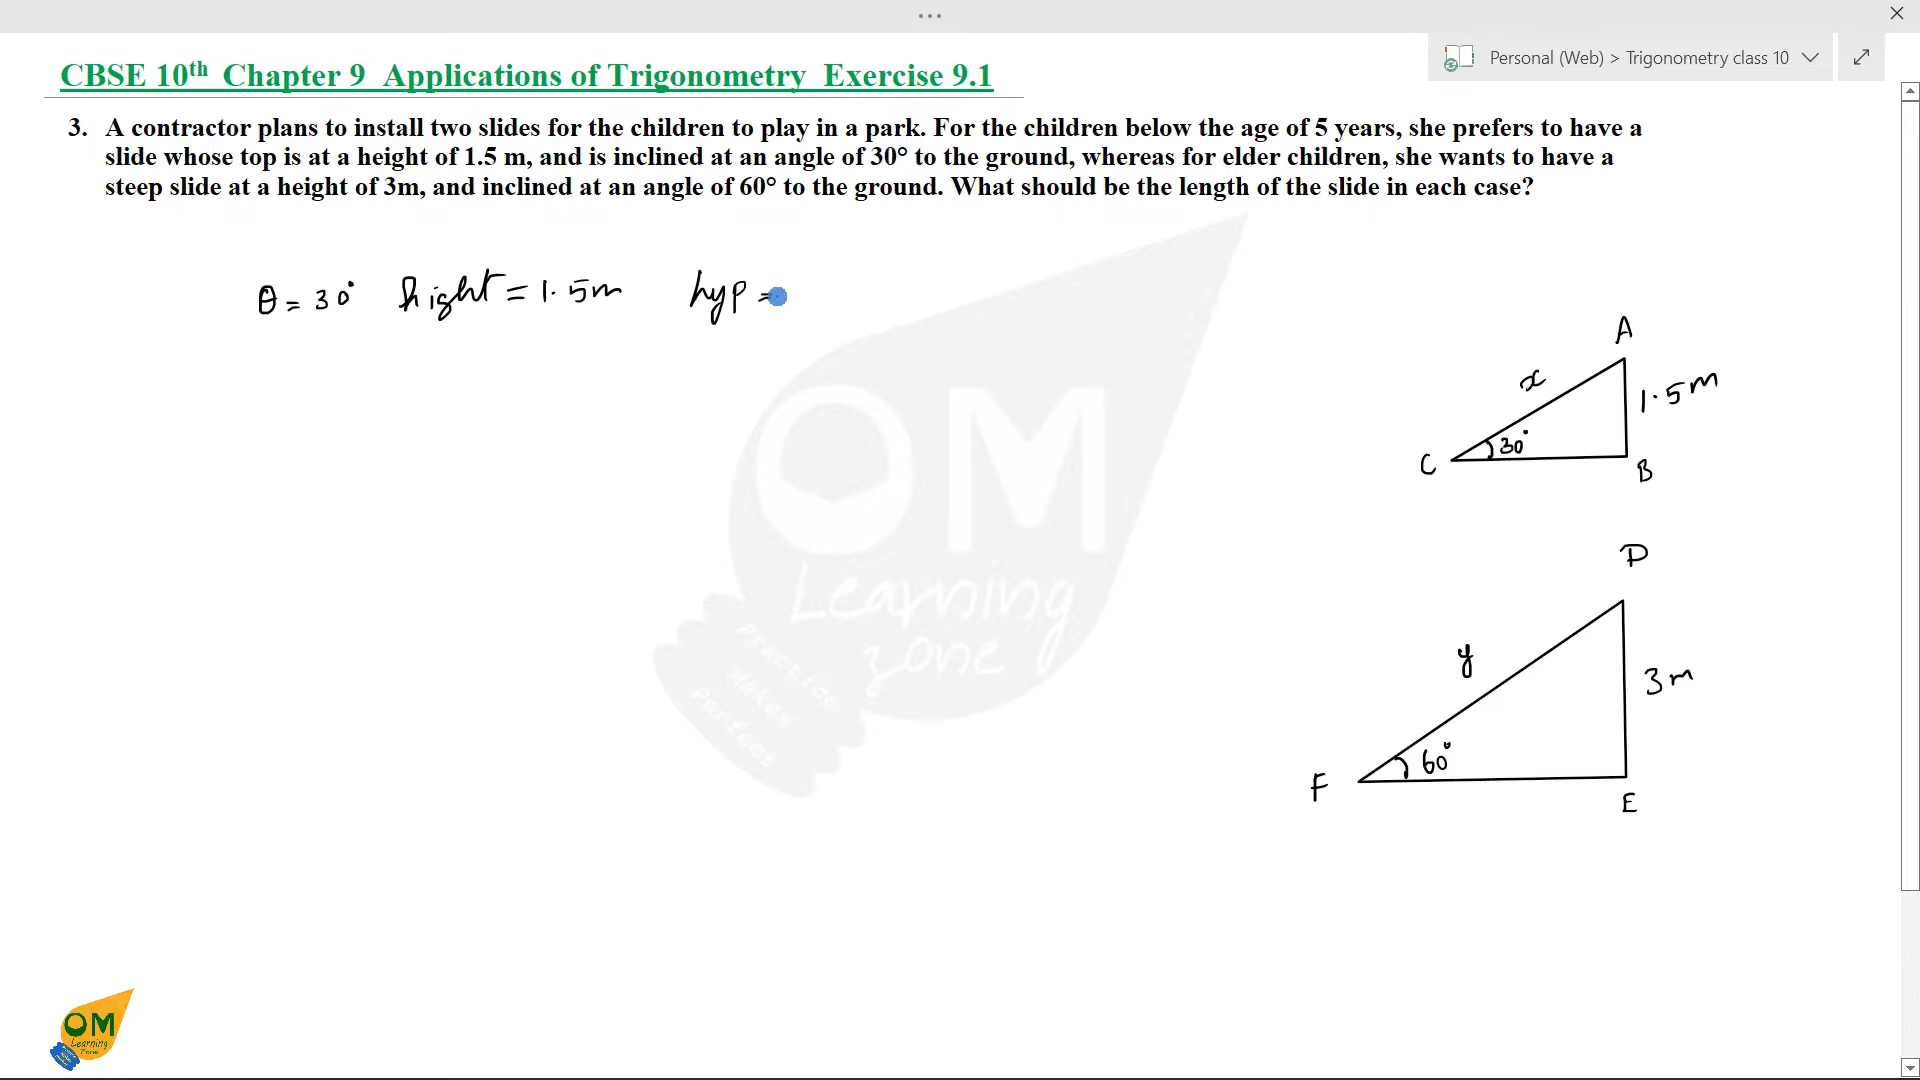 Personal (Web) > Trigonometry class 10
CBSE 10th Chapter 9 Applications of Trigonometry Exercise 9.1
3. A contractor plans to install two slides for the children to play in a park. For the children below the age of 5 years, she prefers to have a
slide whose top is at a height of 1.5 m, and is inclined at an angle of 30° to the ground, whereas for elder children, she wants to have a
steep slide at a height of 3m, and inclined at an angle of 60° to the ground. What should be the length of the slide in each case?
θ = 30° hight = 1.5m hyp =
A
x
1.5m
30°
C
B
D
y
3m
60°
F
E
OM
Learning
zone
Practice
Makes
Perfect
OM
Learning
Zone